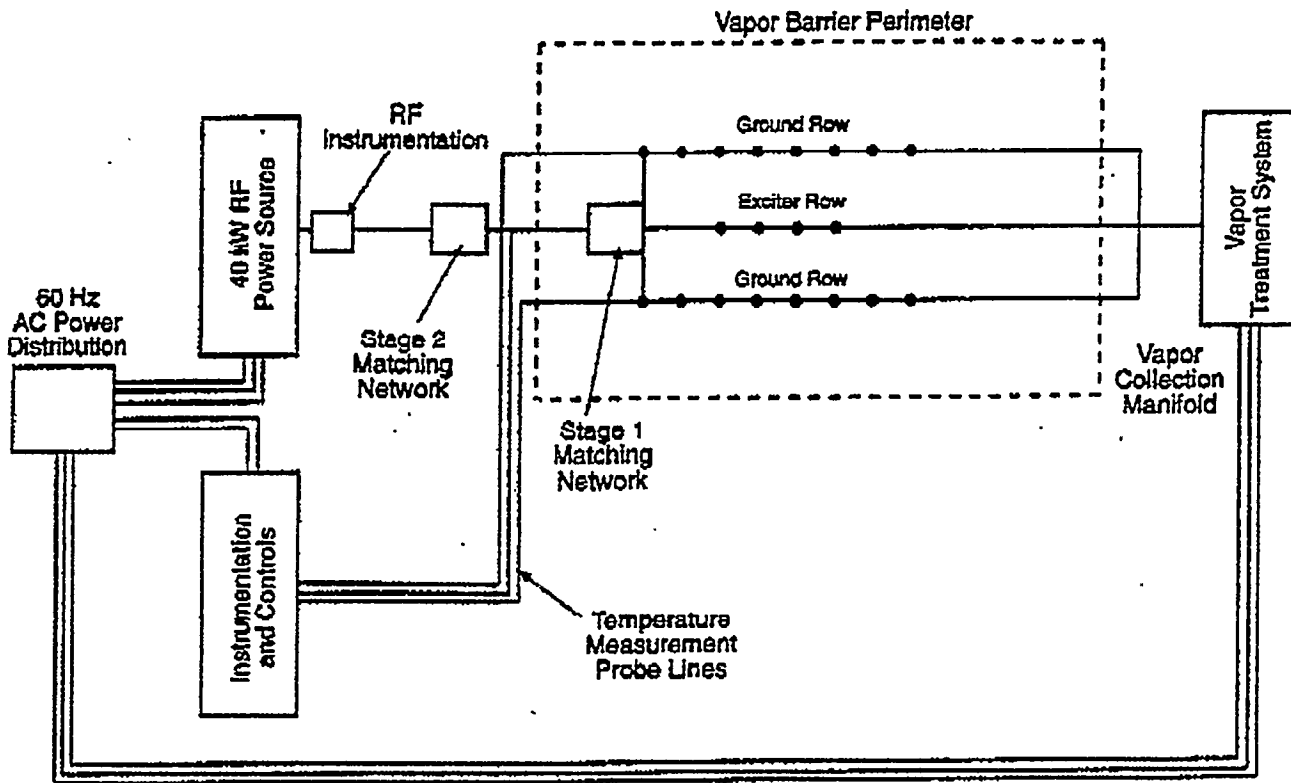 Vapor Barrier Perimeter
RF
Instrumentation
40 kW RF
Power Source
Ground Row
Exciter Row
Ground Row
Vapor
Treatment System
60 Hz
AC Power
Distribution
Stage 2
Matching
Network
Stage 1
Matching
Network
Vapor
Collection
Manifold
Instrumentation
and Controls
Temperature
Measurement
Probe Lines